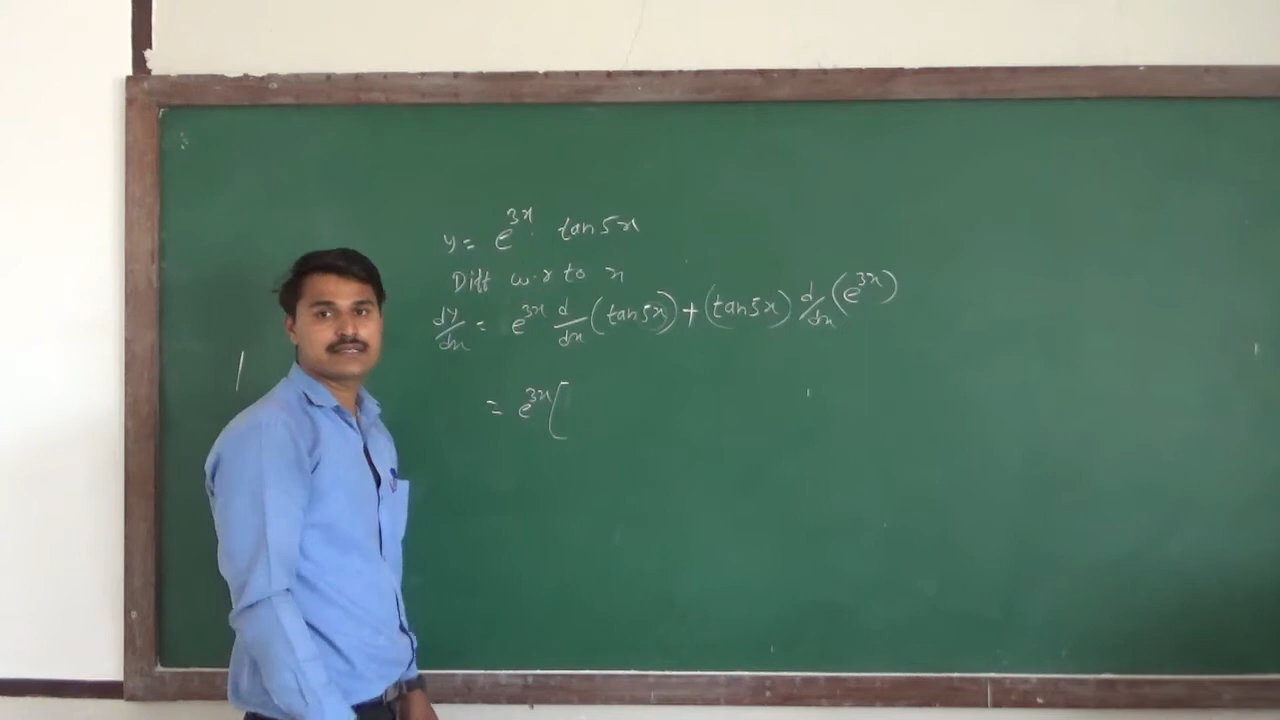 y = e^3x . tan5x
Diff w.r to x
dy/dx = e^3x d/dx (tan5x) + (tan5x) d/dx (e^3x)
= e^3x [